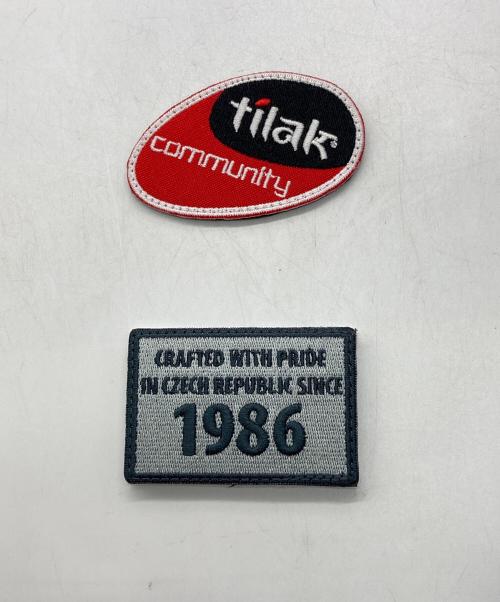 tilak®
community
CRAFTED WITH PRIDE
IN CZECH REPUBLIC SINCE
1986